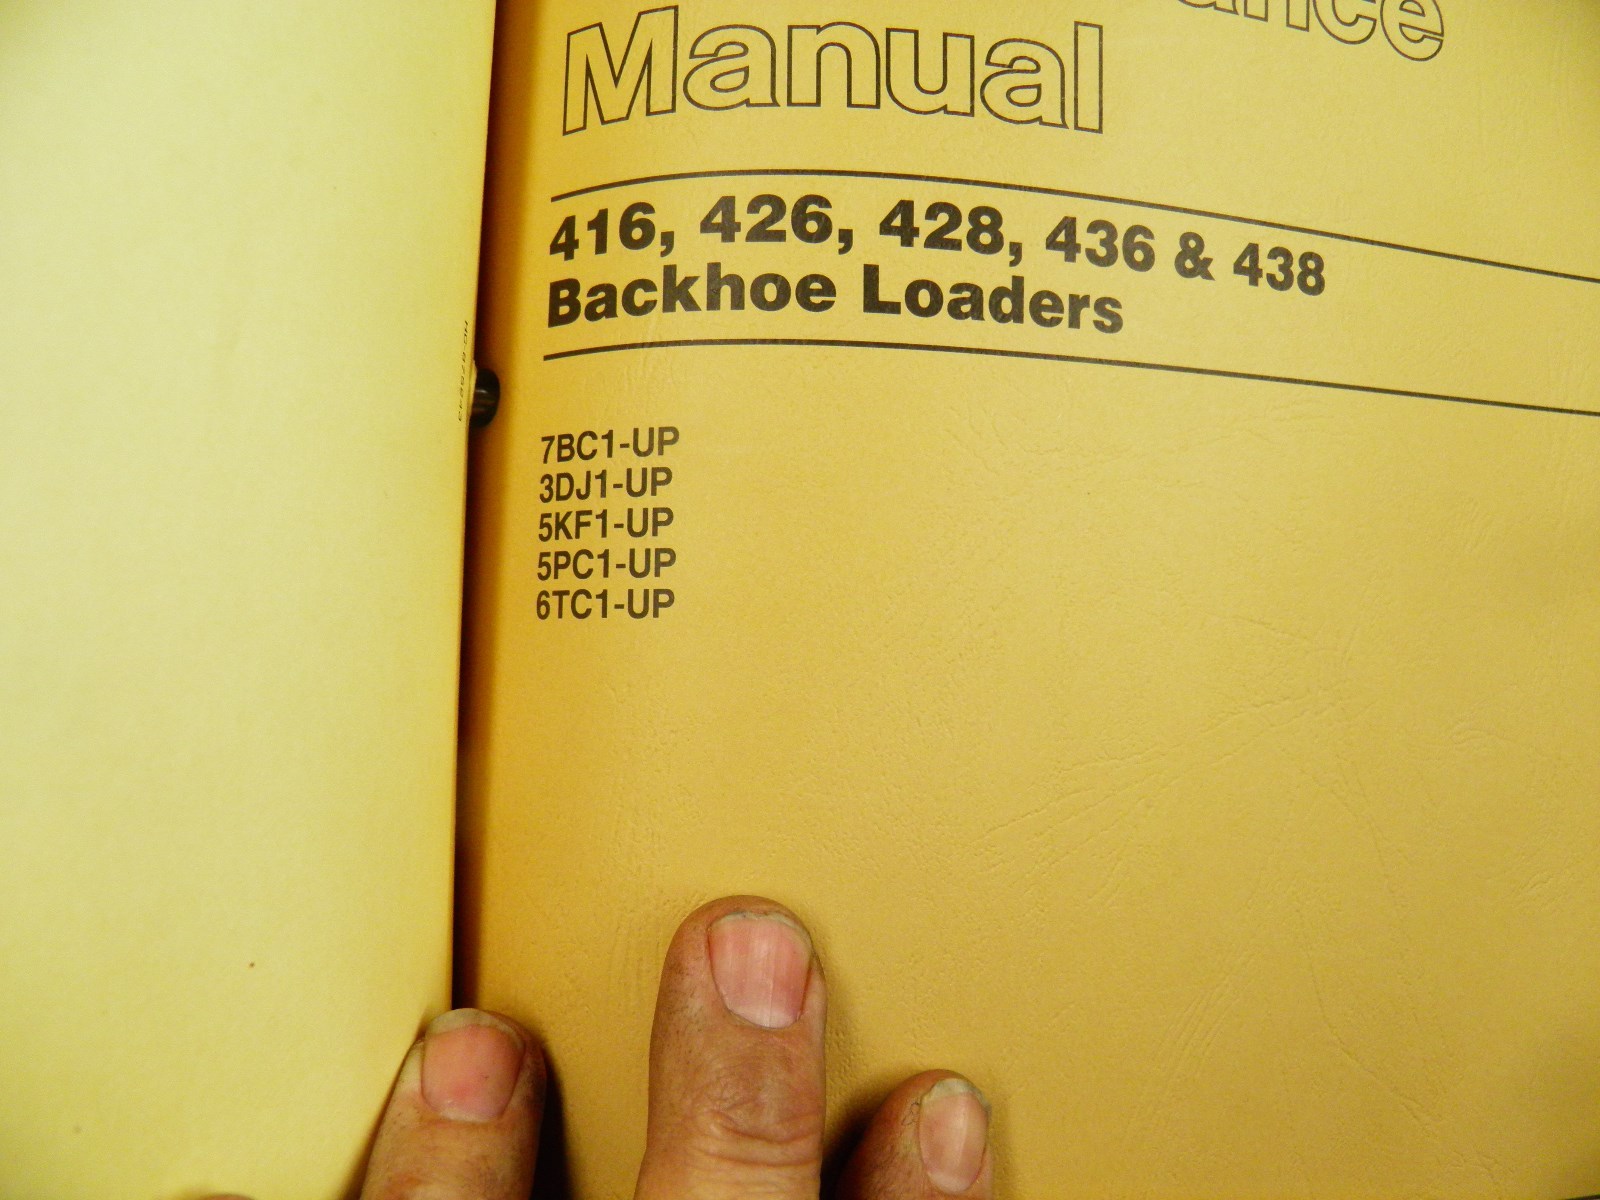 Manual
416, 426, 428, 436 & 438
Backhoe Loaders
7BC1-UP
3DJ1-UP
5KF1-UP
5PC1-UP
6TC1-UP